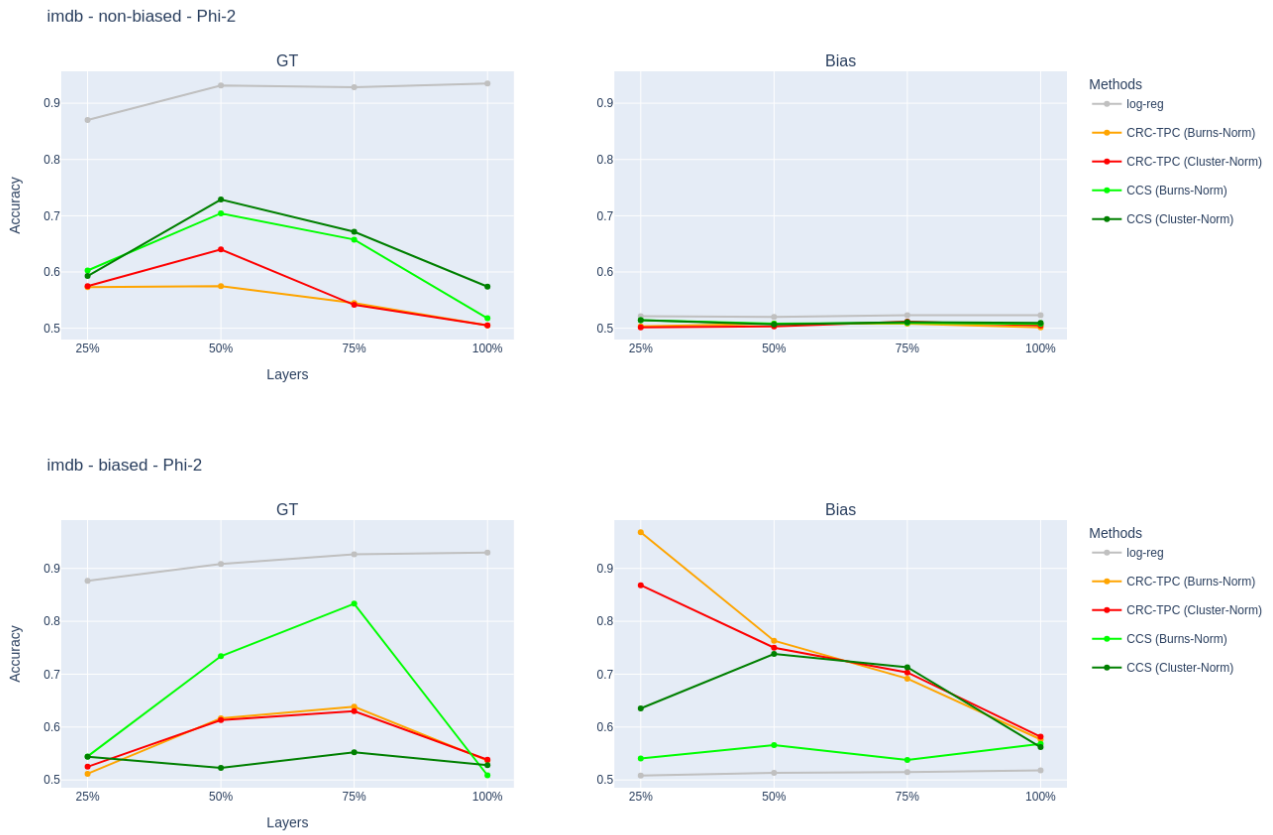 imdb - non-biased - Phi-2
GT
Bias
Methods
log-reg
CRC-TPC (Burns-Norm)
CRC-TPC (Cluster-Norm)
CCS (Burns-Norm)
CCS (Cluster-Norm)
Accuracy
0.9
0.8
0.7
0.6
0.5
25% 50% 75% 100%
Layers
0.9
0.8
0.7
0.6
0.5
25% 50% 75% 100%
imdb - biased - Phi-2
GT
Bias
Methods
log-reg
CRC-TPC (Burns-Norm)
CRC-TPC (Cluster-Norm)
CCS (Burns-Norm)
CCS (Cluster-Norm)
Accuracy
0.9
0.8
0.7
0.6
0.5
25% 50% 75% 100%
Layers
0.9
0.8
0.7
0.6
0.5
25% 50% 75% 100%